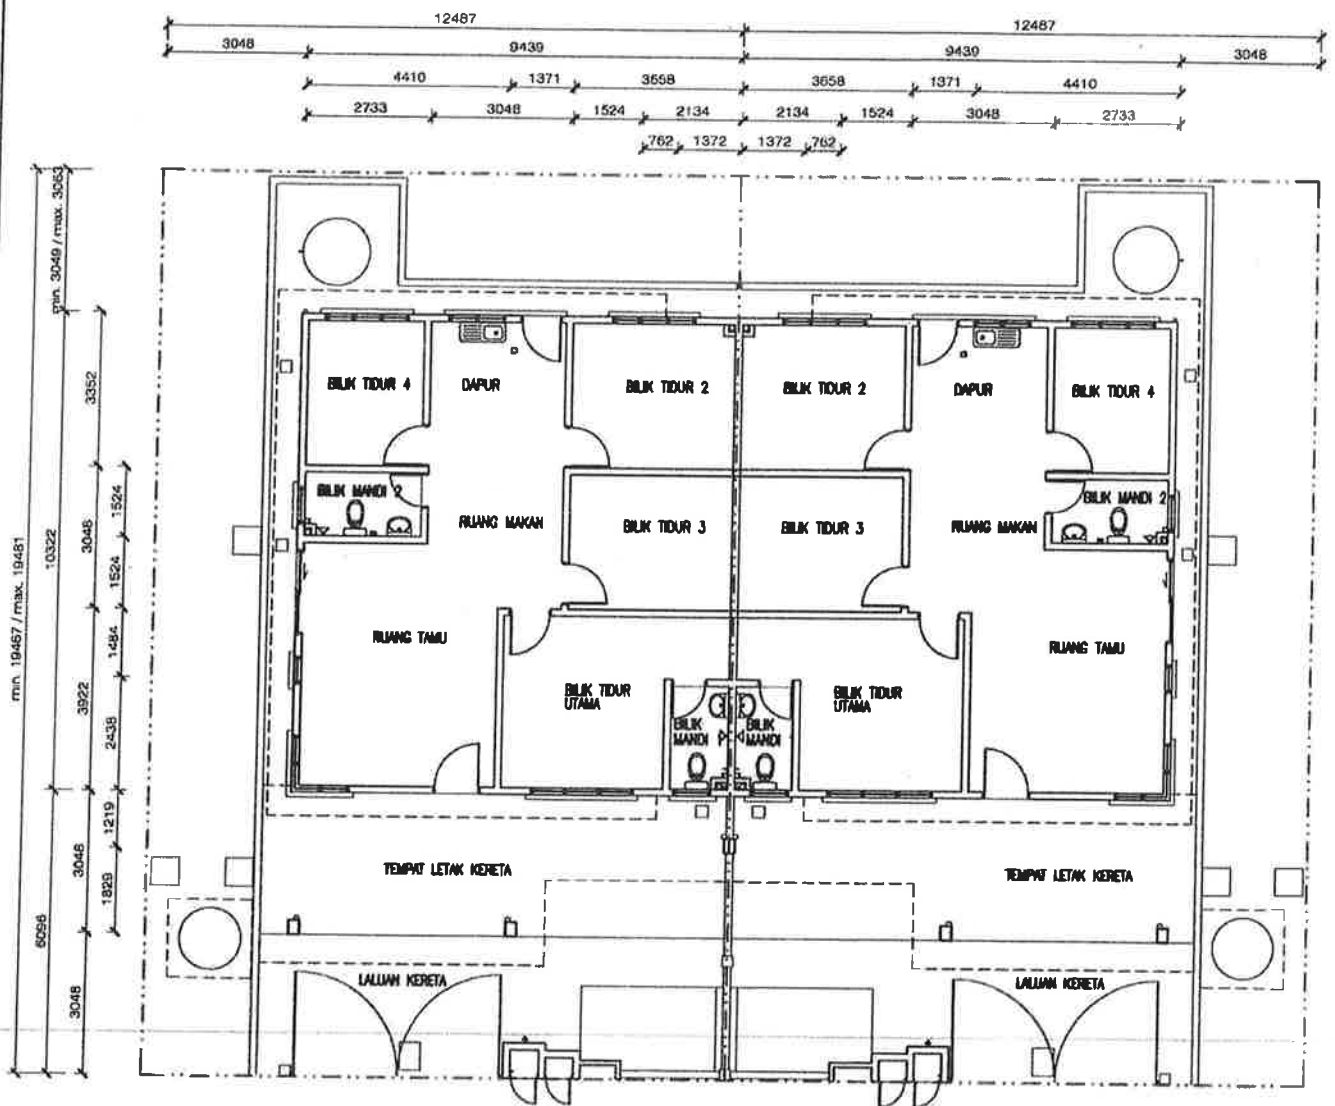 12487 12487
3048 9439 9439 3048
4410 1371 3658 3658 1371 4410
2733 3048 1524 2134 2134 1524 3048 2733
762 1372 1372 762
min. 3049 / max. 3063
min. 19467 / max. 19481
10322
6096
3352
3048
3922
3048
3048
1524
1524
1484
2438
1219
1829
BILIK TIDUR 4
DAPUR
BILIK TIDUR 2
BILIK TIDUR 2
DAPUR
BILIK TIDUR 4
BILIK MANDI 2
RUANG MAKAN
BILIK TIDUR 3
BILIK TIDUR 3
RUANG MAKAN
BILIK MANDI 2
RUANG TAMU
RUANG TAMU
BILIK TIDUR
UTAMA
BILIK
MANDI
BILIK
MANDI
BILIK TIDUR
UTAMA
TEMPAT LETAK KERETA
TEMPAT LETAK KERETA
LALUAN KERETA
LALUAN KERETA